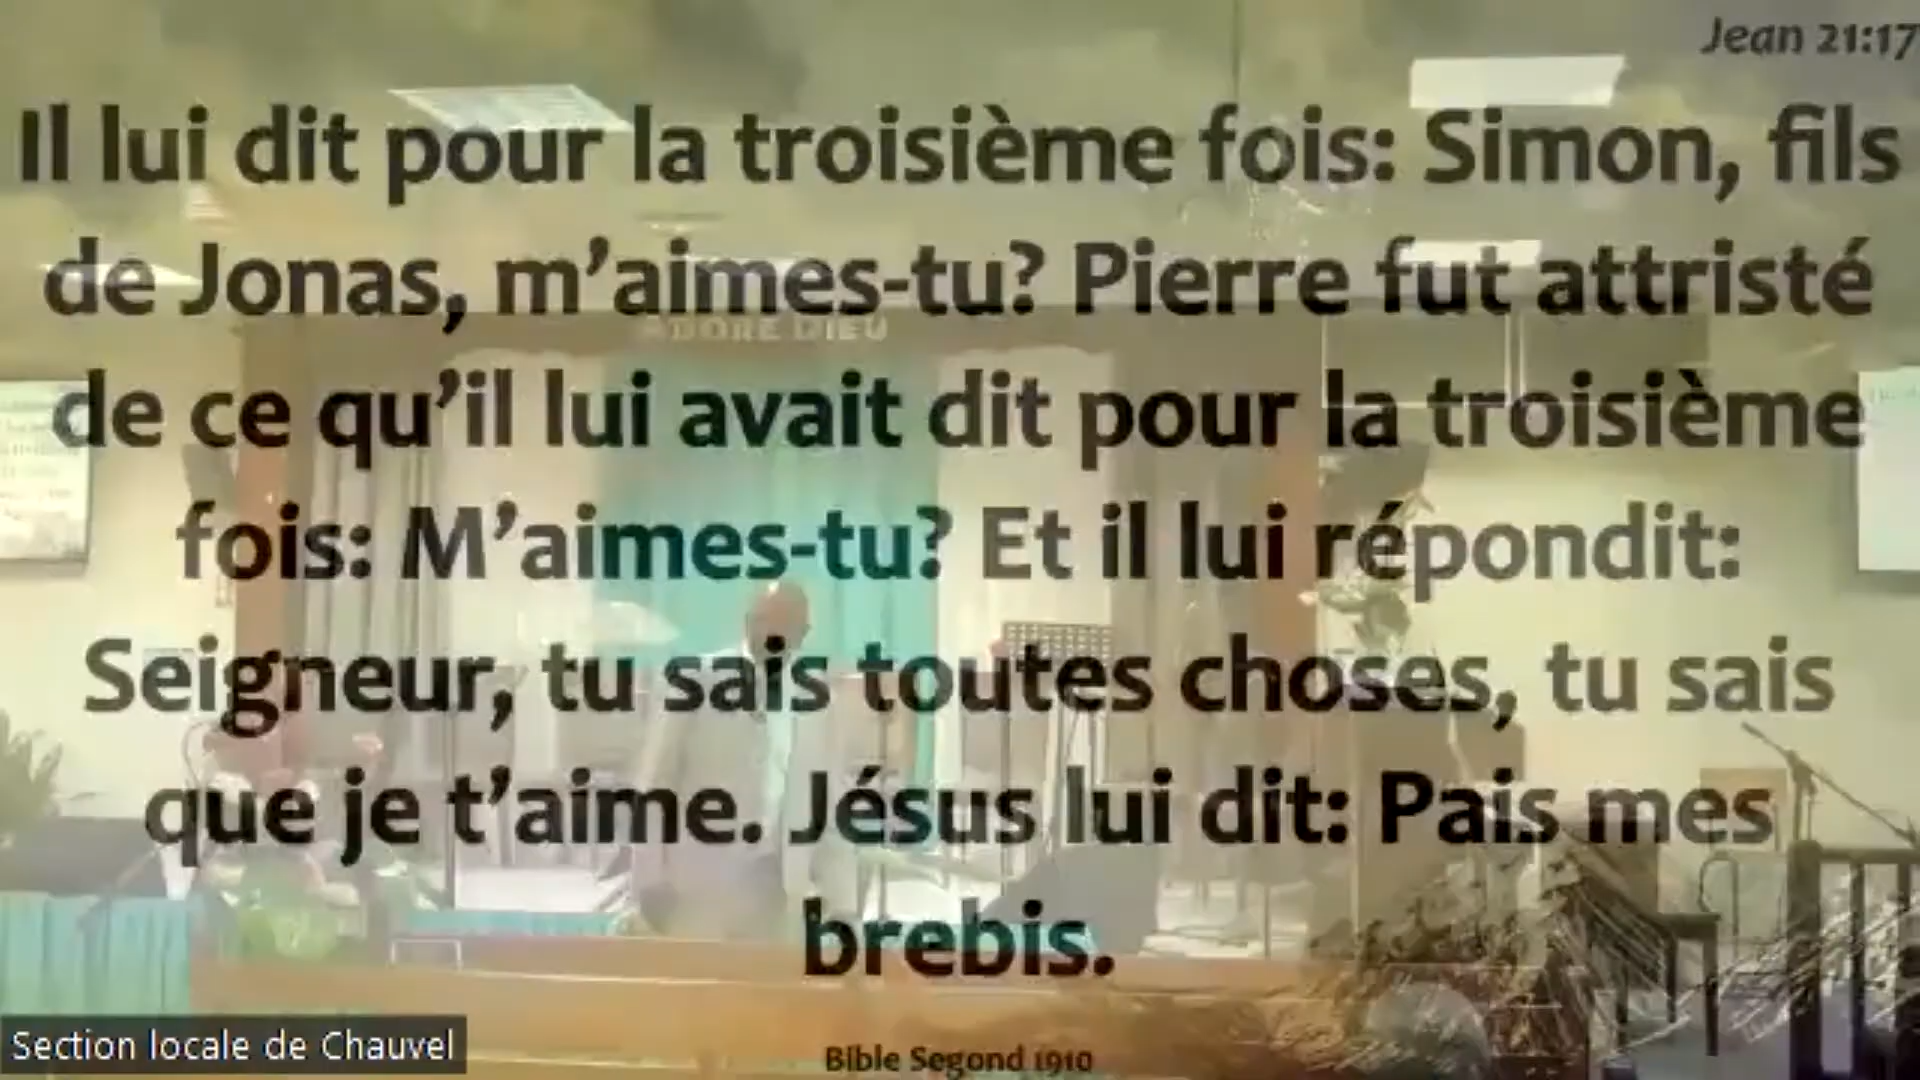 Jean 21:17
Il lui dit pour la troisième fois: Simon, fils
de Jonas, m’aimes-tu? Pierre fut attristé
ADORE DIEU
de ce qu’il lui avait dit pour la troisième
fois: M’aimes-tu? Et il lui répondit:
Seigneur, tu sais toutes choses, tu sais
que je t’aime. Jésus lui dit: Pais mes
brebis.
Section locale de Chauvel
Bible Segond 1910